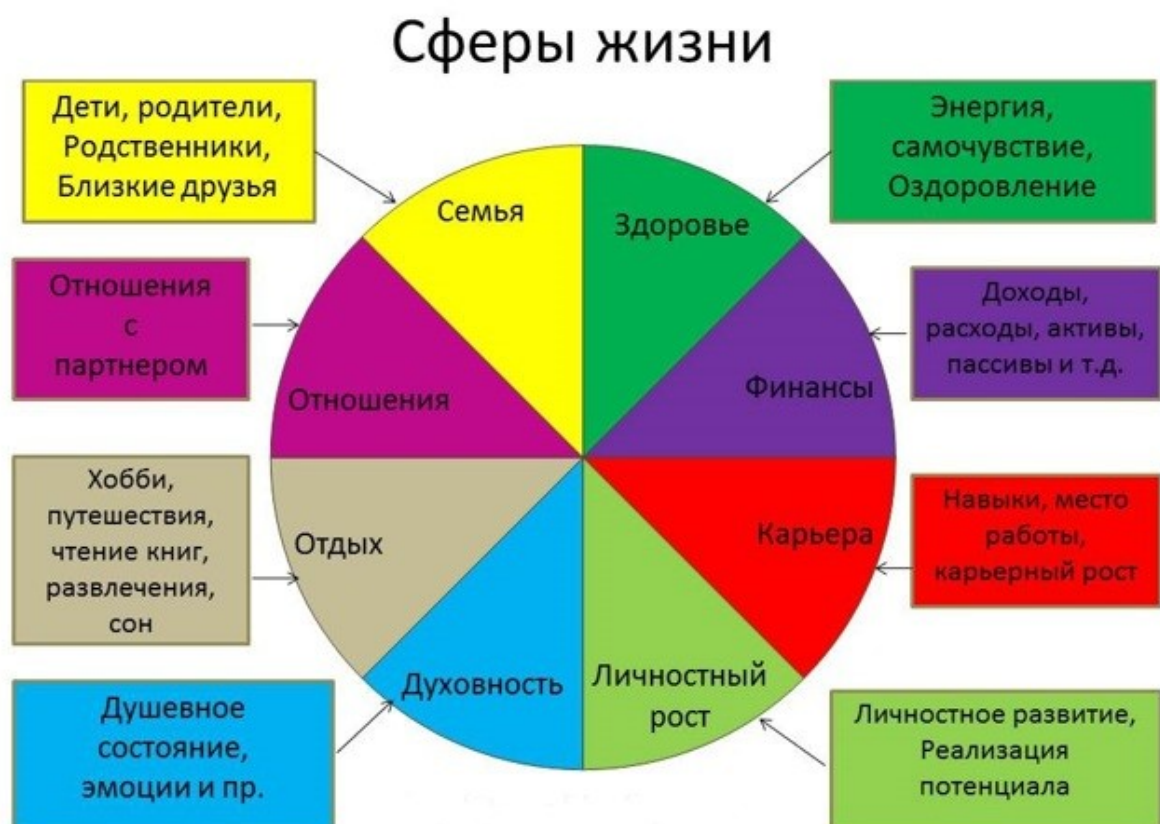 Сферы жизни
Дети, родители,
Родственники,
Близкие друзья
Энергия,
самочувствие,
Оздоровление
Семья
Здоровье
Отношения
с
партнером
Доходы,
расходы, активы,
пассивы и т.д.
Отношения
Финансы
Хобби,
путешествия,
чтение книг,
развлечения,
сон
Навыки, место
работы,
карьерный рост
Отдых
Карьера
Духовность
Личностный
рост
Душевное
состояние,
эмоции и пр.
Личностное развитие,
Реализация
потенциала